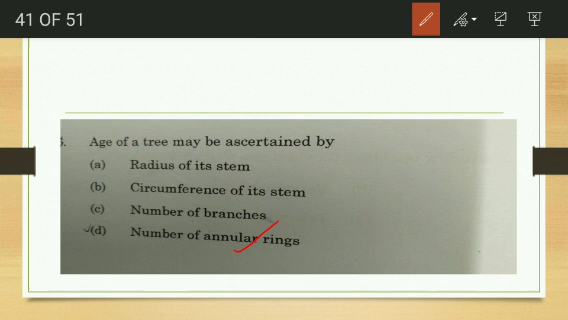 41 OF 51
5. Age of a tree may be ascertained by
(a) Radius of its stem
(b) Circumference of its stem
(c) Number of branches
(d) Number of annular rings